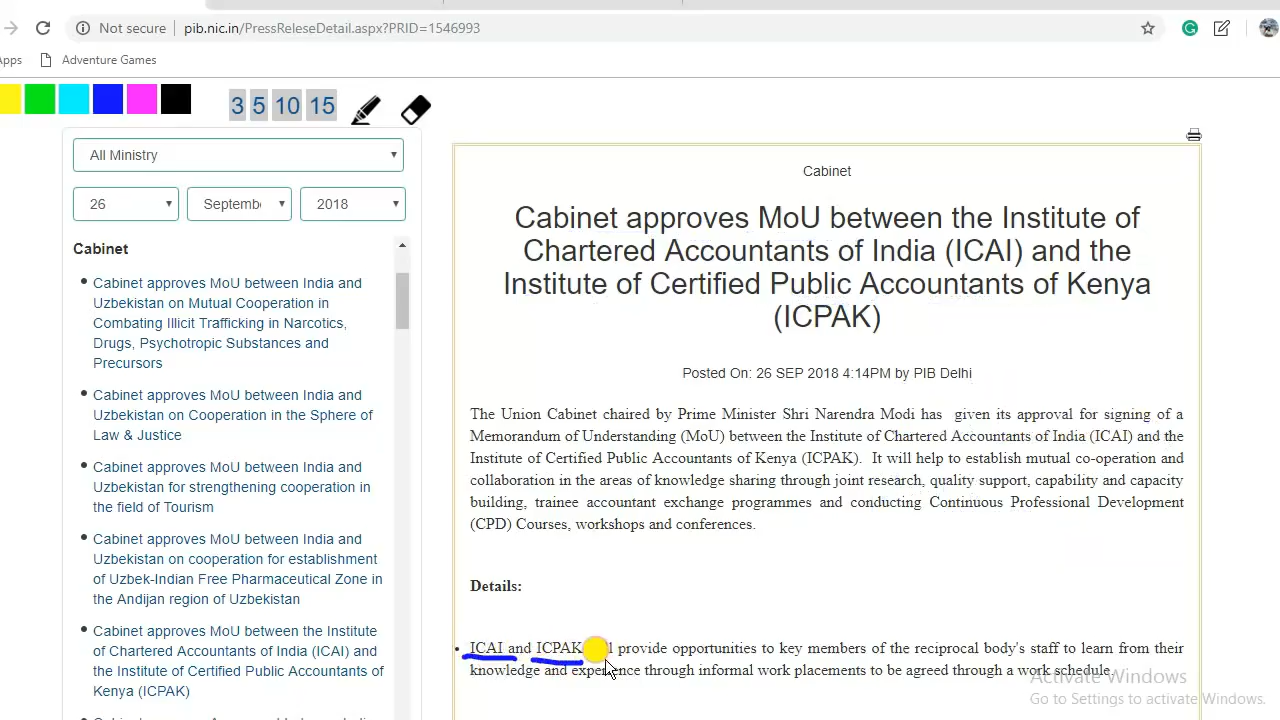 Not secure | pib.nic.in/PressReleseDetail.aspx?PRID=1546993
Apps Adventure Games
3 5 10 15
All Ministry
26 Septembe 2018
Cabinet
Cabinet approves MoU between India and
Uzbekistan on Mutual Cooperation in
Combating Illicit Trafficking in Narcotics,
Drugs, Psychotropic Substances and
Precursors
Cabinet approves MoU between India and
Uzbekistan on Cooperation in the Sphere of
Law & Justice
Cabinet approves MoU between India and
Uzbekistan for strengthening cooperation in
the field of Tourism
Cabinet approves MoU between India and
Uzbekistan on cooperation for establishment
of Uzbek-Indian Free Pharmaceutical Zone in
the Andijan region of Uzbekistan
Cabinet approves MoU between the Institute
of Chartered Accountants of India (ICAI) and
the Institute of Certified Public Accountants of
Kenya (ICPAK)
Cabinet
Cabinet approves MoU between the Institute of
Chartered Accountants of India (ICAI) and the
Institute of Certified Public Accountants of Kenya
(ICPAK)
Posted On: 26 SEP 2018 4:14PM by PIB Delhi
The Union Cabinet chaired by Prime Minister Shri Narendra Modi has given its approval for signing of a
Memorandum of Understanding (MoU) between the Institute of Chartered Accountants of India (ICAI) and the
Institute of Certified Public Accountants of Kenya (ICPAK). It will help to establish mutual co-operation and
collaboration in the areas of knowledge sharing through joint research, quality support, capability and capacity
building, trainee accountant exchange programmes and conducting Continuous Professional Development
(CPD) Courses, workshops and conferences.
Details:
ICAI and ICPAK provide opportunities to key members of the reciprocal body's staff to learn from their
knowledge and experience through informal work placements to be agreed through a work schedule.
Activate Windows
Go to Settings to activate Windows.